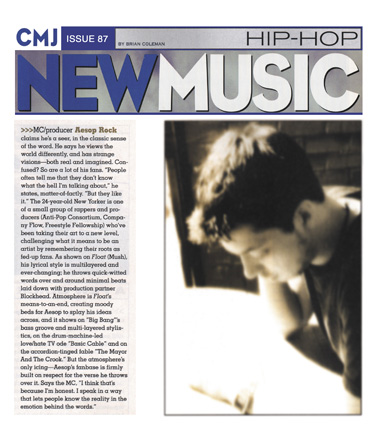 CMJ ISSUE 87 BY BRIAN COLEMAN HIP-HOP
NEW MUSIC
>>>MC/producer Aesop Rock
claims he's a seer, in the classic sense
of the word. He says he views the
world differently, and has strange
visions—both real and imagined. Con-
fused? So are a lot of his fans. "People
often tell me that they don't know
what the hell I'm talking about," he
states, matter-of-factly. "But they like
it." The 24-year-old New Yorker is one
of a small group of rappers and pro-
ducers (Anti-Pop Consortium, Compa-
ny Flow, Freestyle Fellowship) who've
been taking their art to a new level,
challenging what it means to be an
artist by remembering their roots as
fed-up fans. As shown on Float (Mush),
his lyrical style is multilayered and
ever-changing; he throws quick-witted
words over and around minimal beats
laid down with production partner
Blockhead. Atmosphere is Float's
means-to-an-end, creating moody
beds for Aesop to splay his ideas
across, and it shows on "Big Bang"'s
bass groove and multi-layered stylis-
tics, on the drum-machine-led
love/hate TV ode "Basic Cable" and on
the accordion-tinged fable "The Mayor
And The Crook." But the atmosphere's
only icing—Aesop's fanbase is firmly
built on respect for the verse he throws
over it. Says the MC, "I think that's
because I'm honest. I speak in a way
that lets people know the reality in the
emotion behind the words."